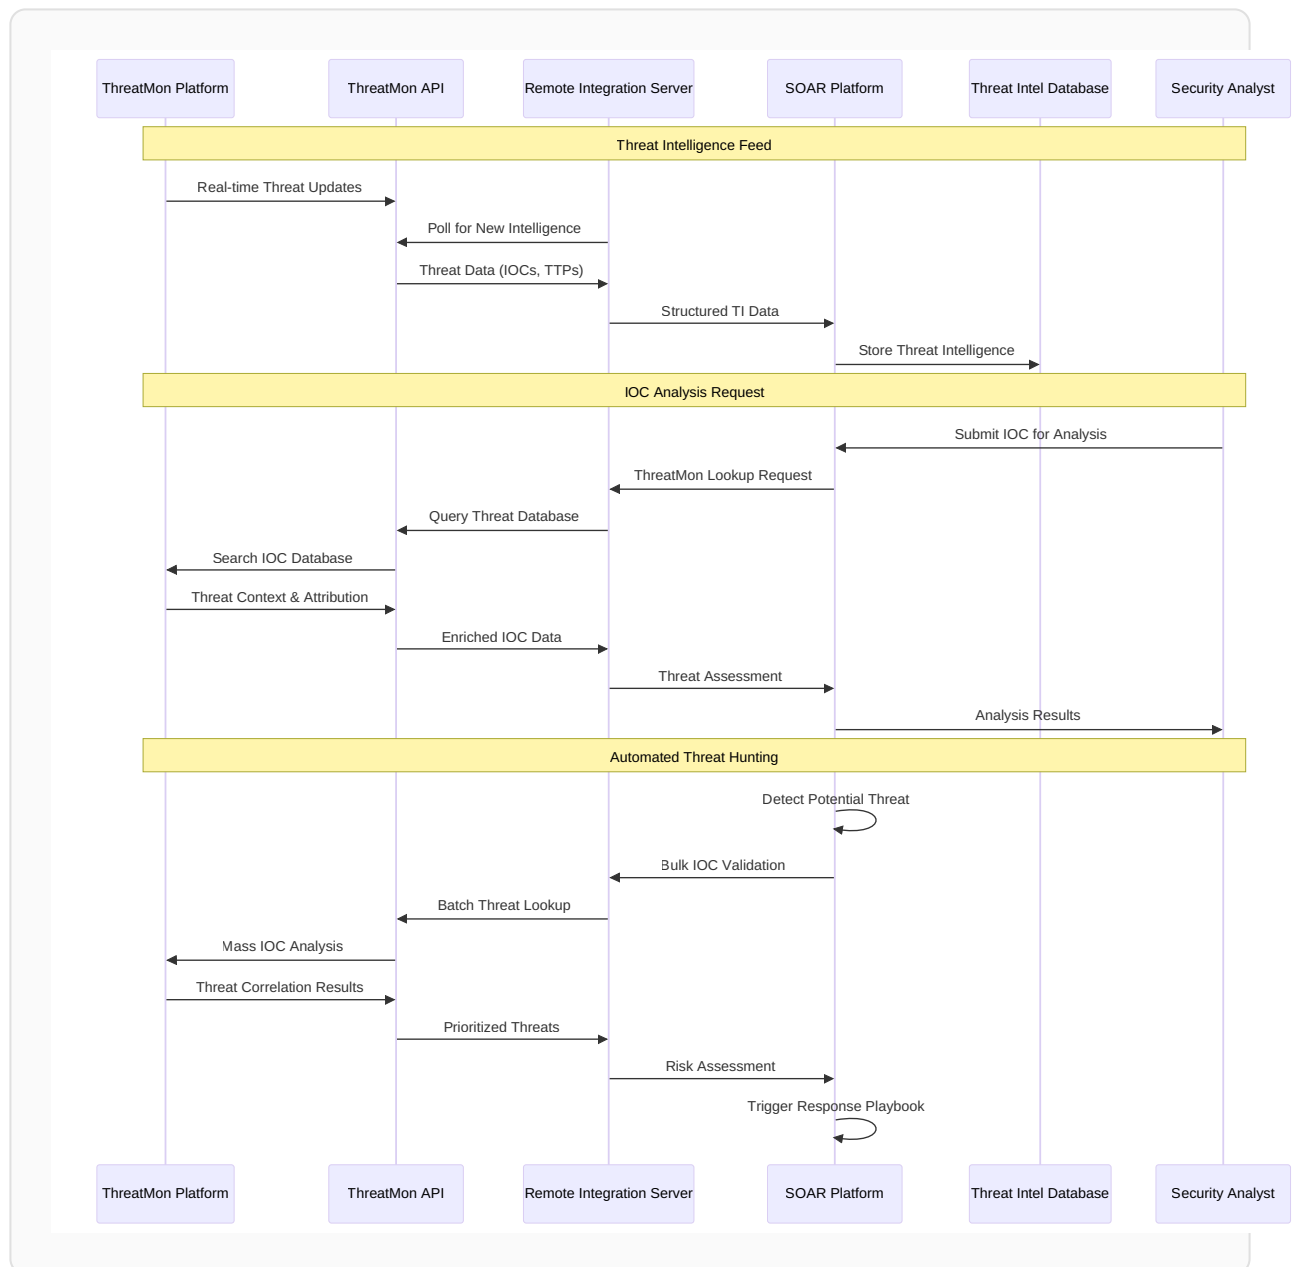 ThreatMon Platform
ThreatMon API
Remote Integration Server
SOAR Platform
Threat Intel Database
Security Analyst
Threat Intelligence Feed
Real-time Threat Updates
Poll for New Intelligence
Threat Data (IOCs, TTPs)
Structured TI Data
Store Threat Intelligence
IOC Analysis Request
Submit IOC for Analysis
ThreatMon Lookup Request
Query Threat Database
Search IOC Database
Threat Context & Attribution
Enriched IOC Data
Threat Assessment
Analysis Results
Automated Threat Hunting
Detect Potential Threat
Bulk IOC Validation
Batch Threat Lookup
Mass IOC Analysis
Threat Correlation Results
Prioritized Threats
Risk Assessment
Trigger Response Playbook
ThreatMon Platform
ThreatMon API
Remote Integration Server
SOAR Platform
Threat Intel Database
Security Analyst